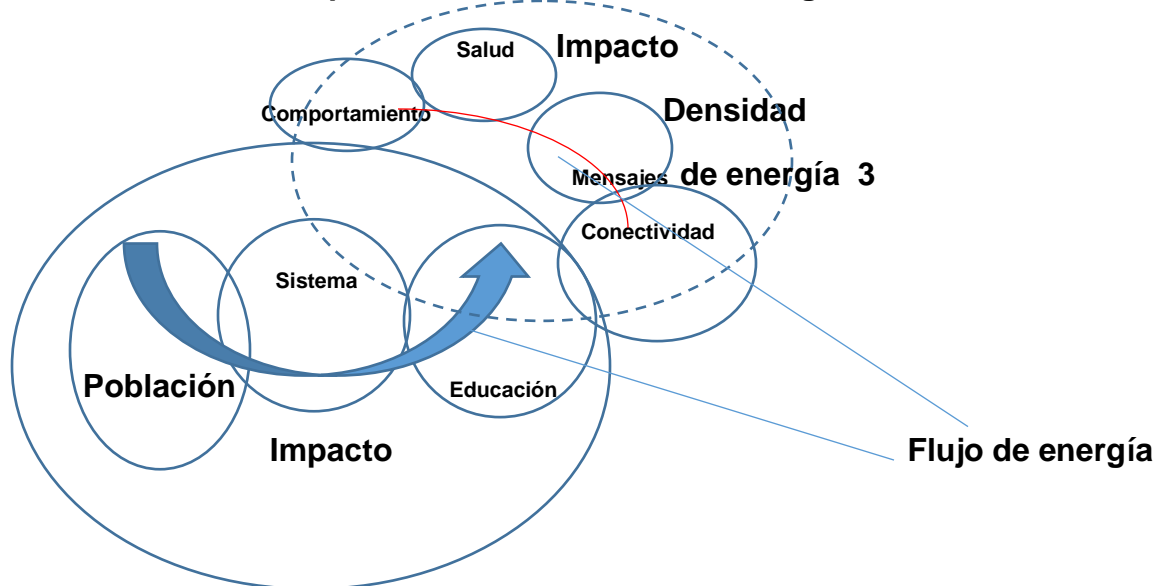 Salud
Impacto
Comportamiento
Densidad
Mensajes de energía 3
Conectividad
Sistema
Población
Educación
Impacto
Flujo de energía